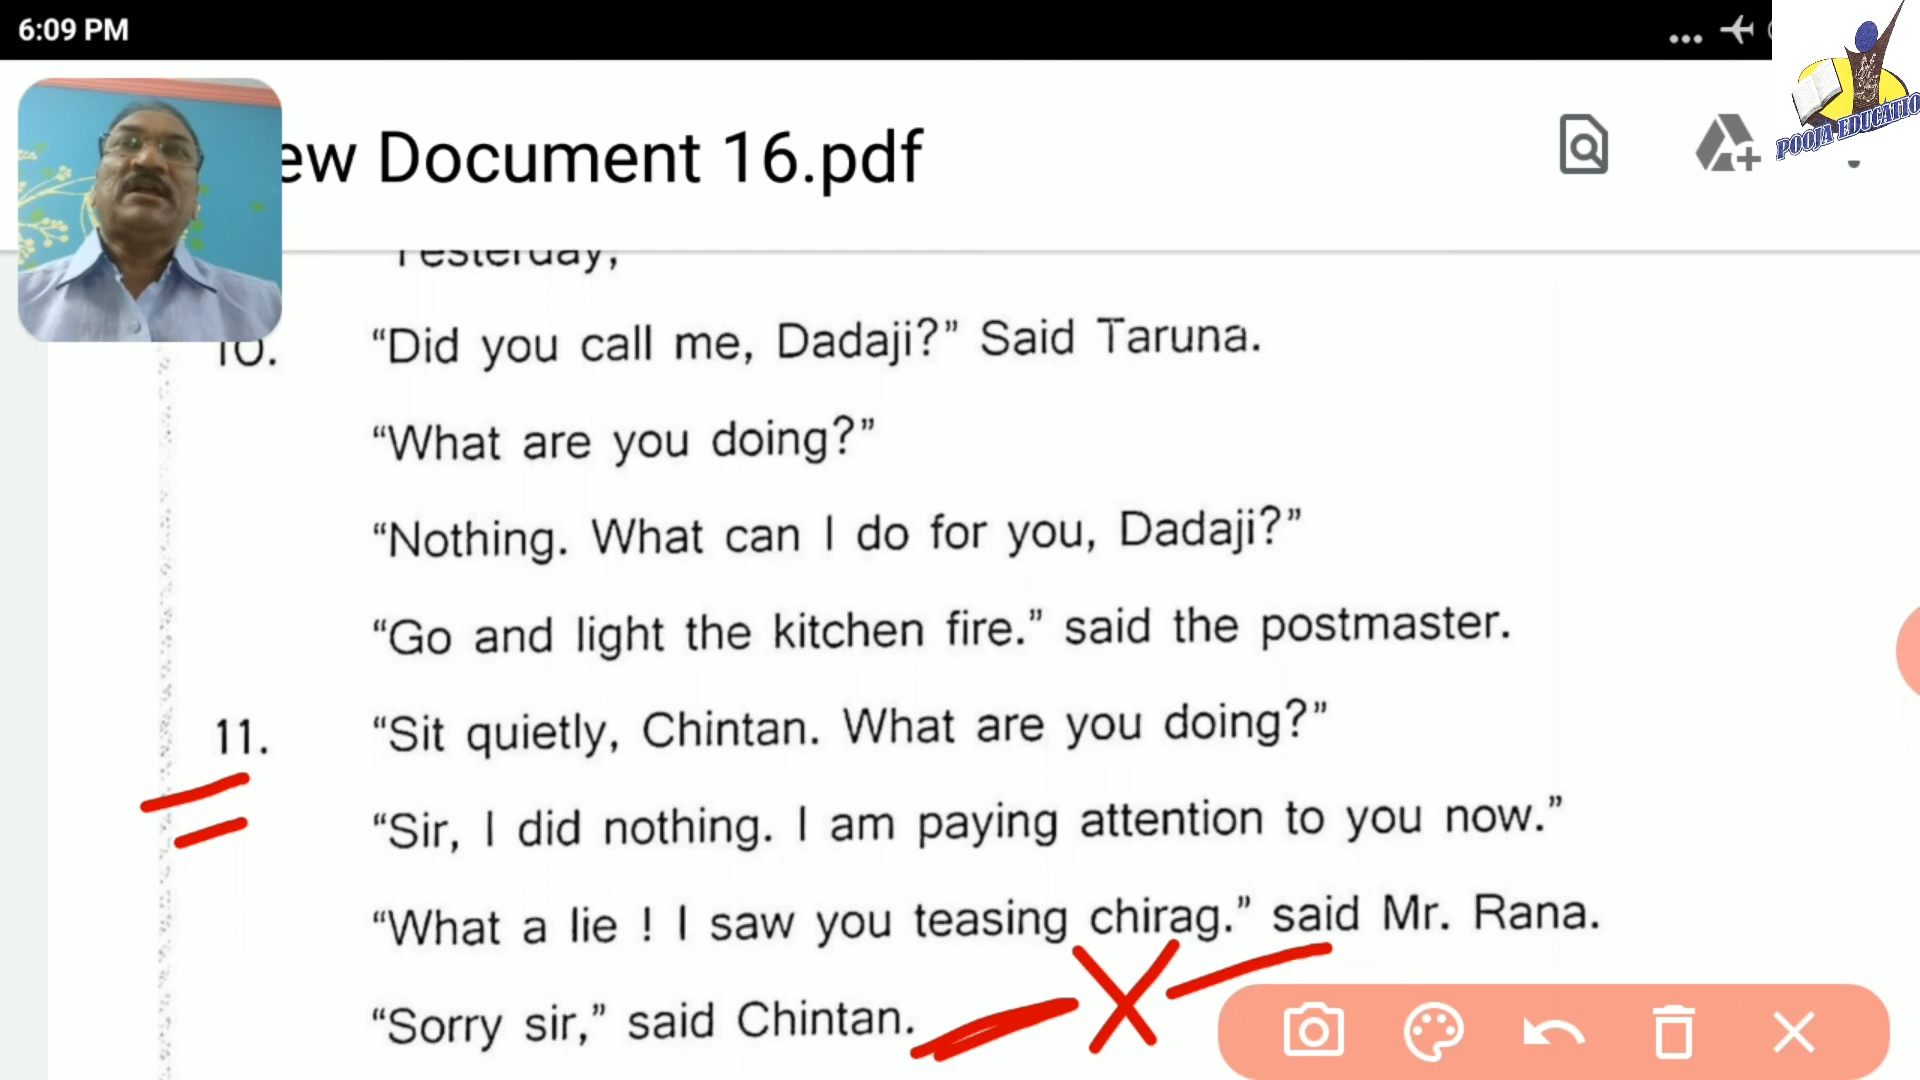 6:09 PM
POOJA EDUCATIO
ew Document 16.pdf
Yesterday,
10. “Did you call me, Dadaji?” Said Taruna.
“What are you doing?”
“Nothing. What can I do for you, Dadaji?”
“Go and light the kitchen fire.” said the postmaster.
11. “Sit quietly, Chintan. What are you doing?”
“Sir, I did nothing. I am paying attention to you now.”
“What a lie ! I saw you teasing chirag.” said Mr. Rana.
“Sorry sir,” said Chintan.